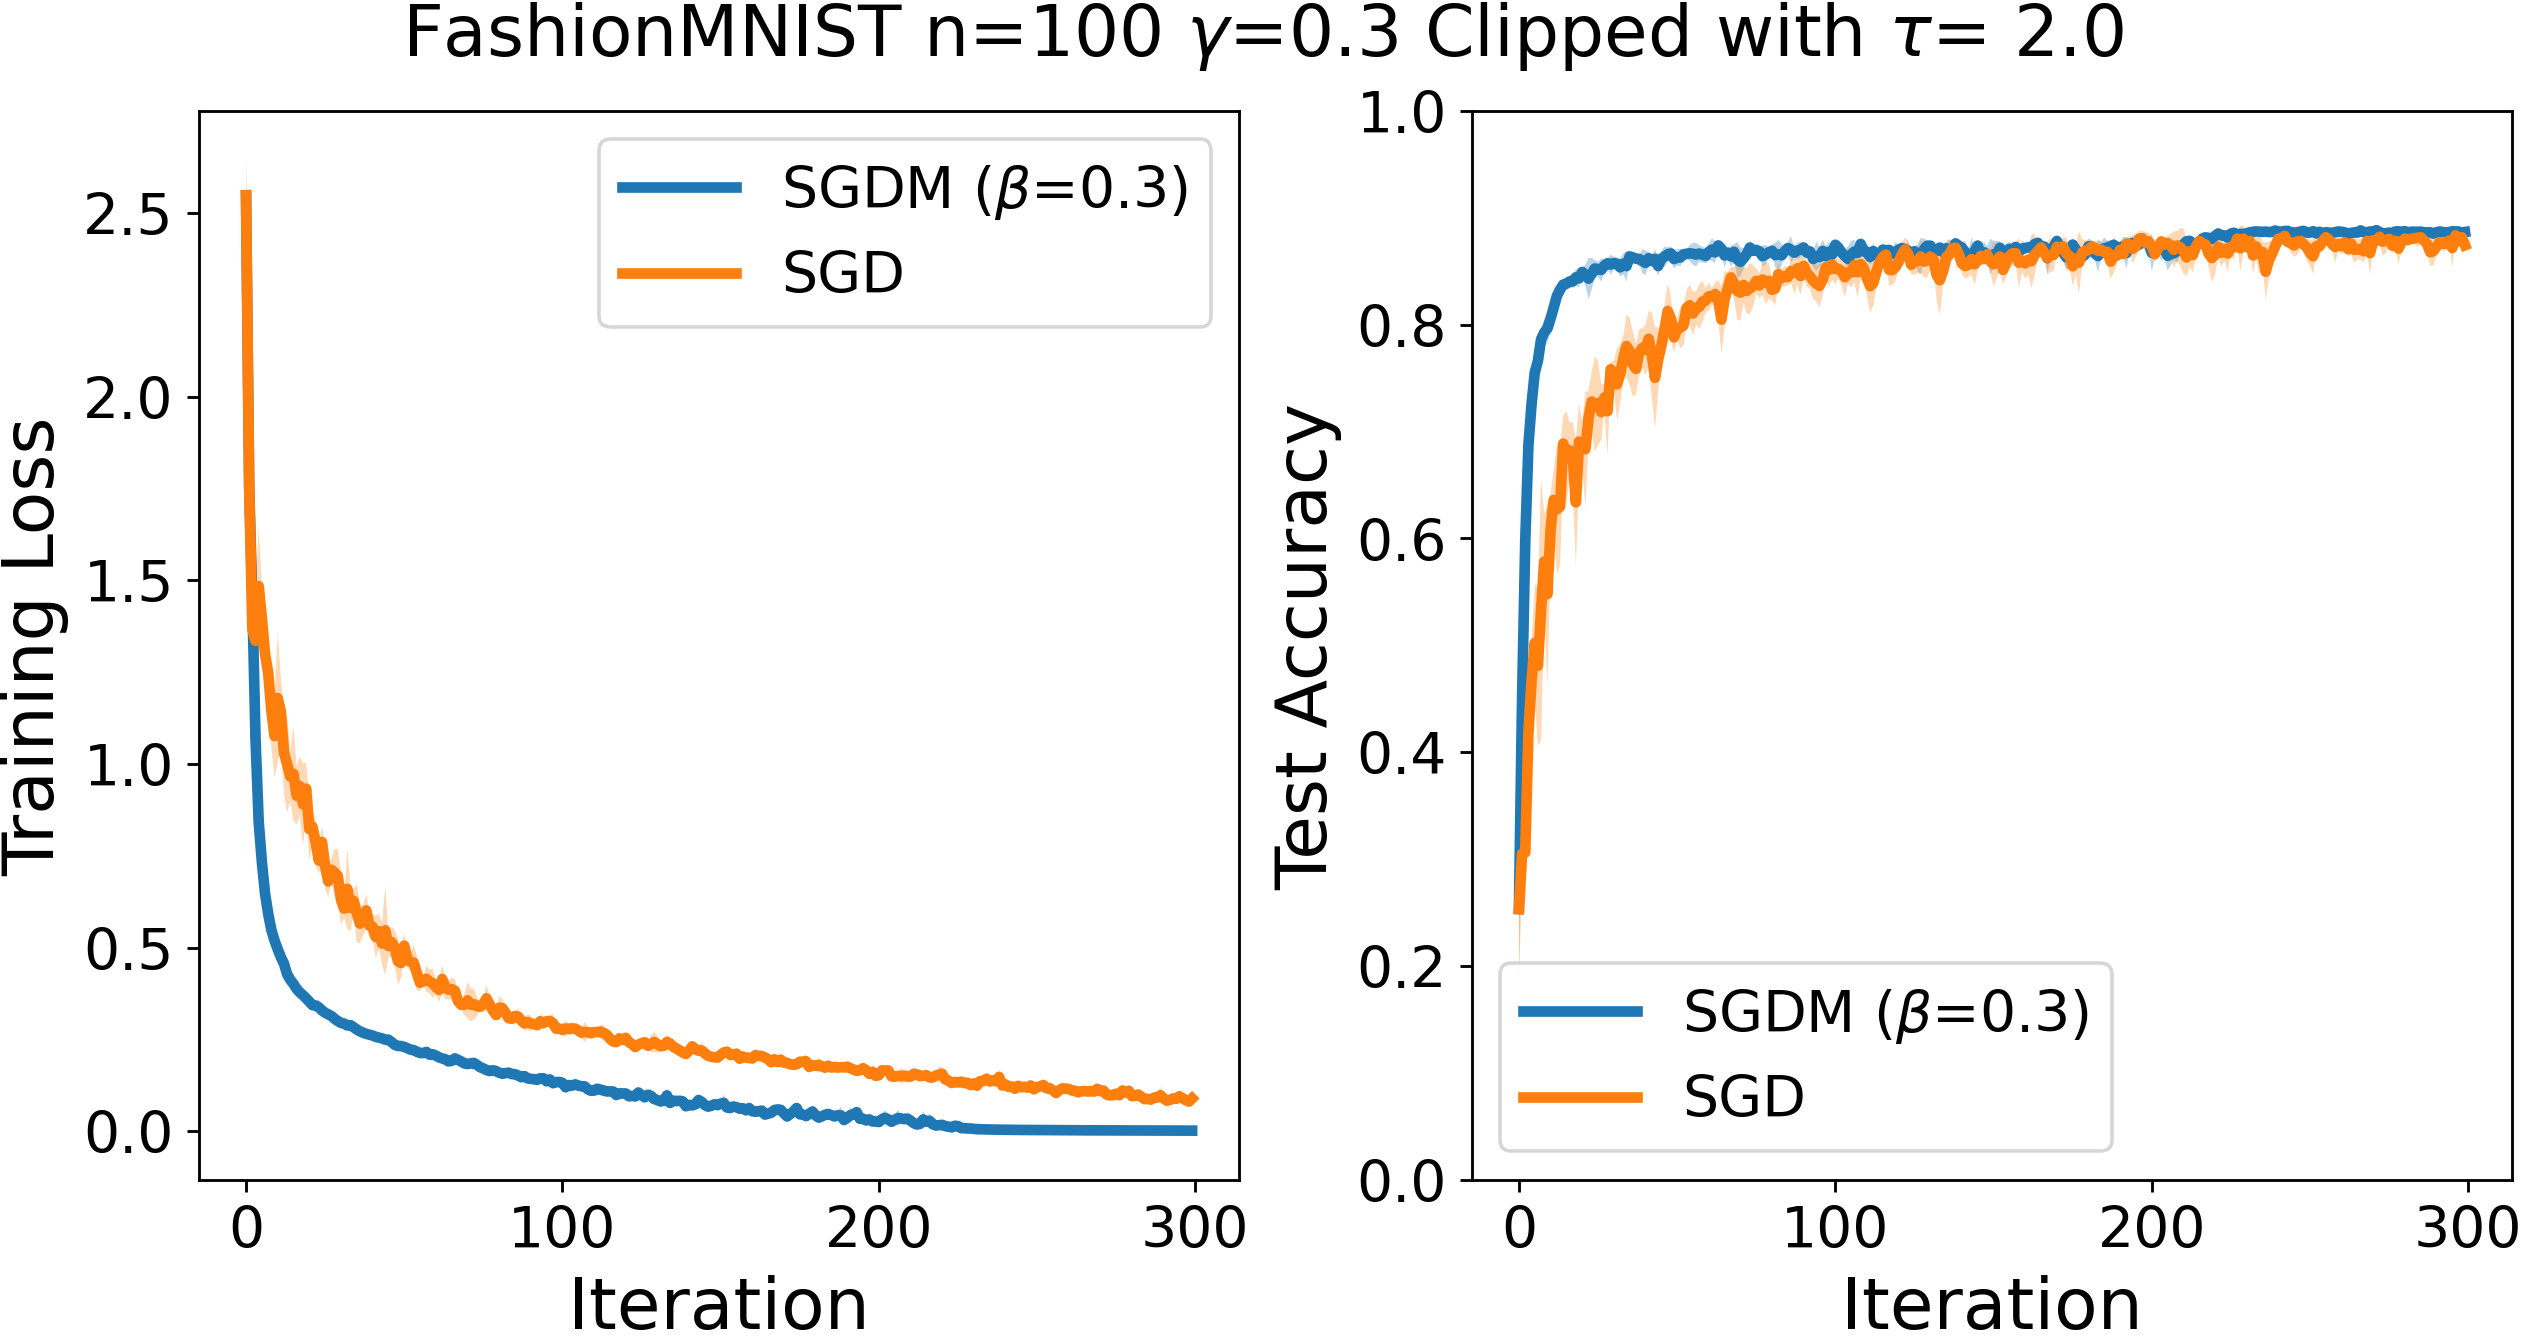 FashionMNIST n=100 γ=0.3 Clipped with τ= 2.0
Training Loss
2.5
2.0
1.5
1.0
0.5
0.0
SGDM (β=0.3)
SGD
0
100
200
300
Iteration
Test Accuracy
1.0
0.8
0.6
0.4
0.2
0.0
SGDM (β=0.3)
SGD
0
100
200
300
Iteration